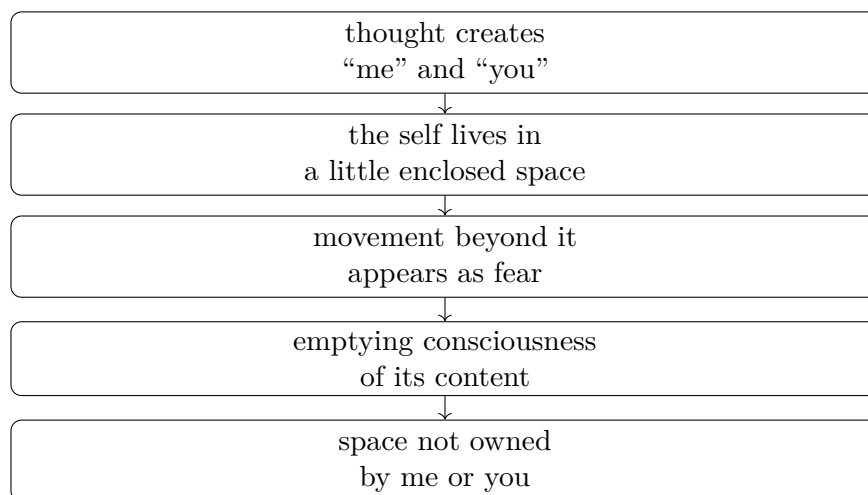 thought creates
“me” and “you”
the self lives in
a little enclosed space
movement beyond it
appears as fear
emptying consciousness
of its content
space not owned
by me or you